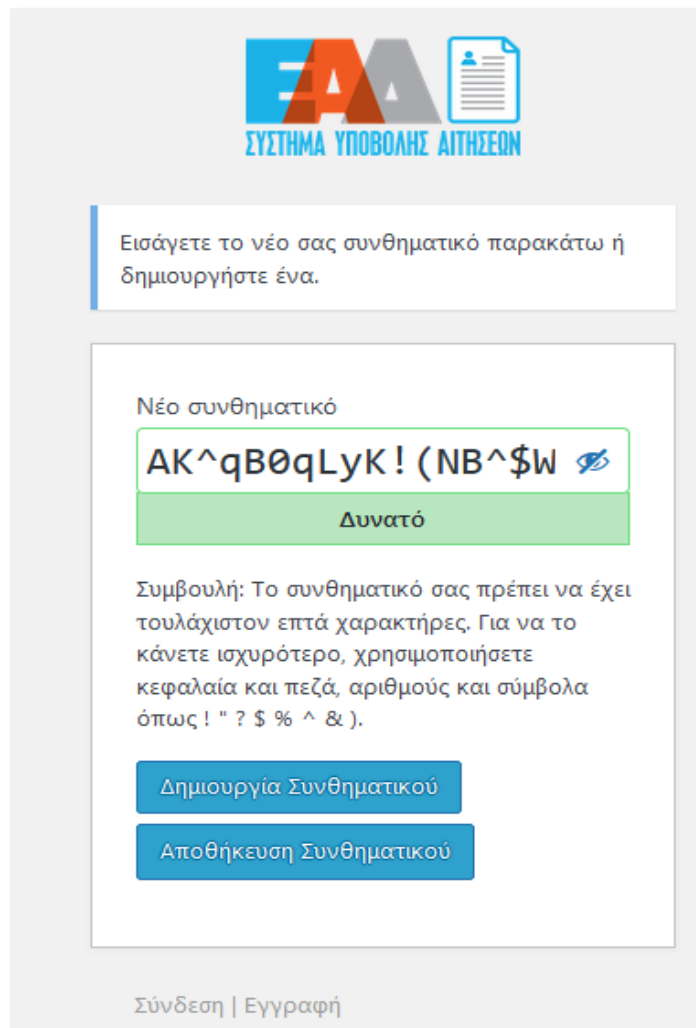 ΕΑΔ
ΣΥΣΤΗΜΑ ΥΠΟΒΟΛΗΣ ΑΙΤΗΣΕΩΝ
Εισάγετε το νέο σας συνθηματικό παρακάτω ή
δημιουργήστε ένα.
Νέο συνθηματικό
AK^qB0qLyK!(NB^$W
Δυνατό
Συμβουλή: Το συνθηματικό σας πρέπει να έχει
τουλάχιστον επτά χαρακτήρες. Για να το
κάνετε ισχυρότερο, χρησιμοποιήσετε
κεφαλαία και πεζά, αριθμούς και σύμβολα
όπως ! " ? $ % ^ & ).
Δημιουργία Συνθηματικού
Αποθήκευση Συνθηματικού
Σύνδεση | Εγγραφή